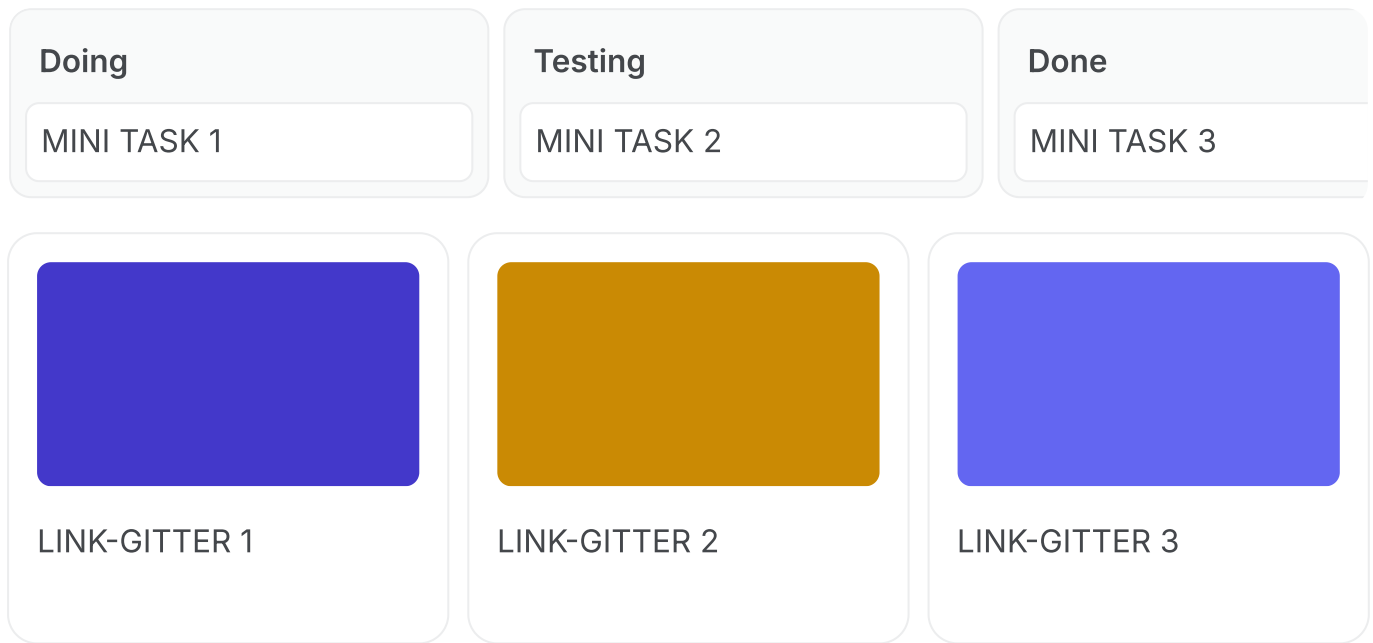 Doing
Testing
Done
MINI TASK 1
MINI TASK 2
MINI TASK 3
LINK-GITTER 1
LINK-GITTER 2
LINK-GITTER 3